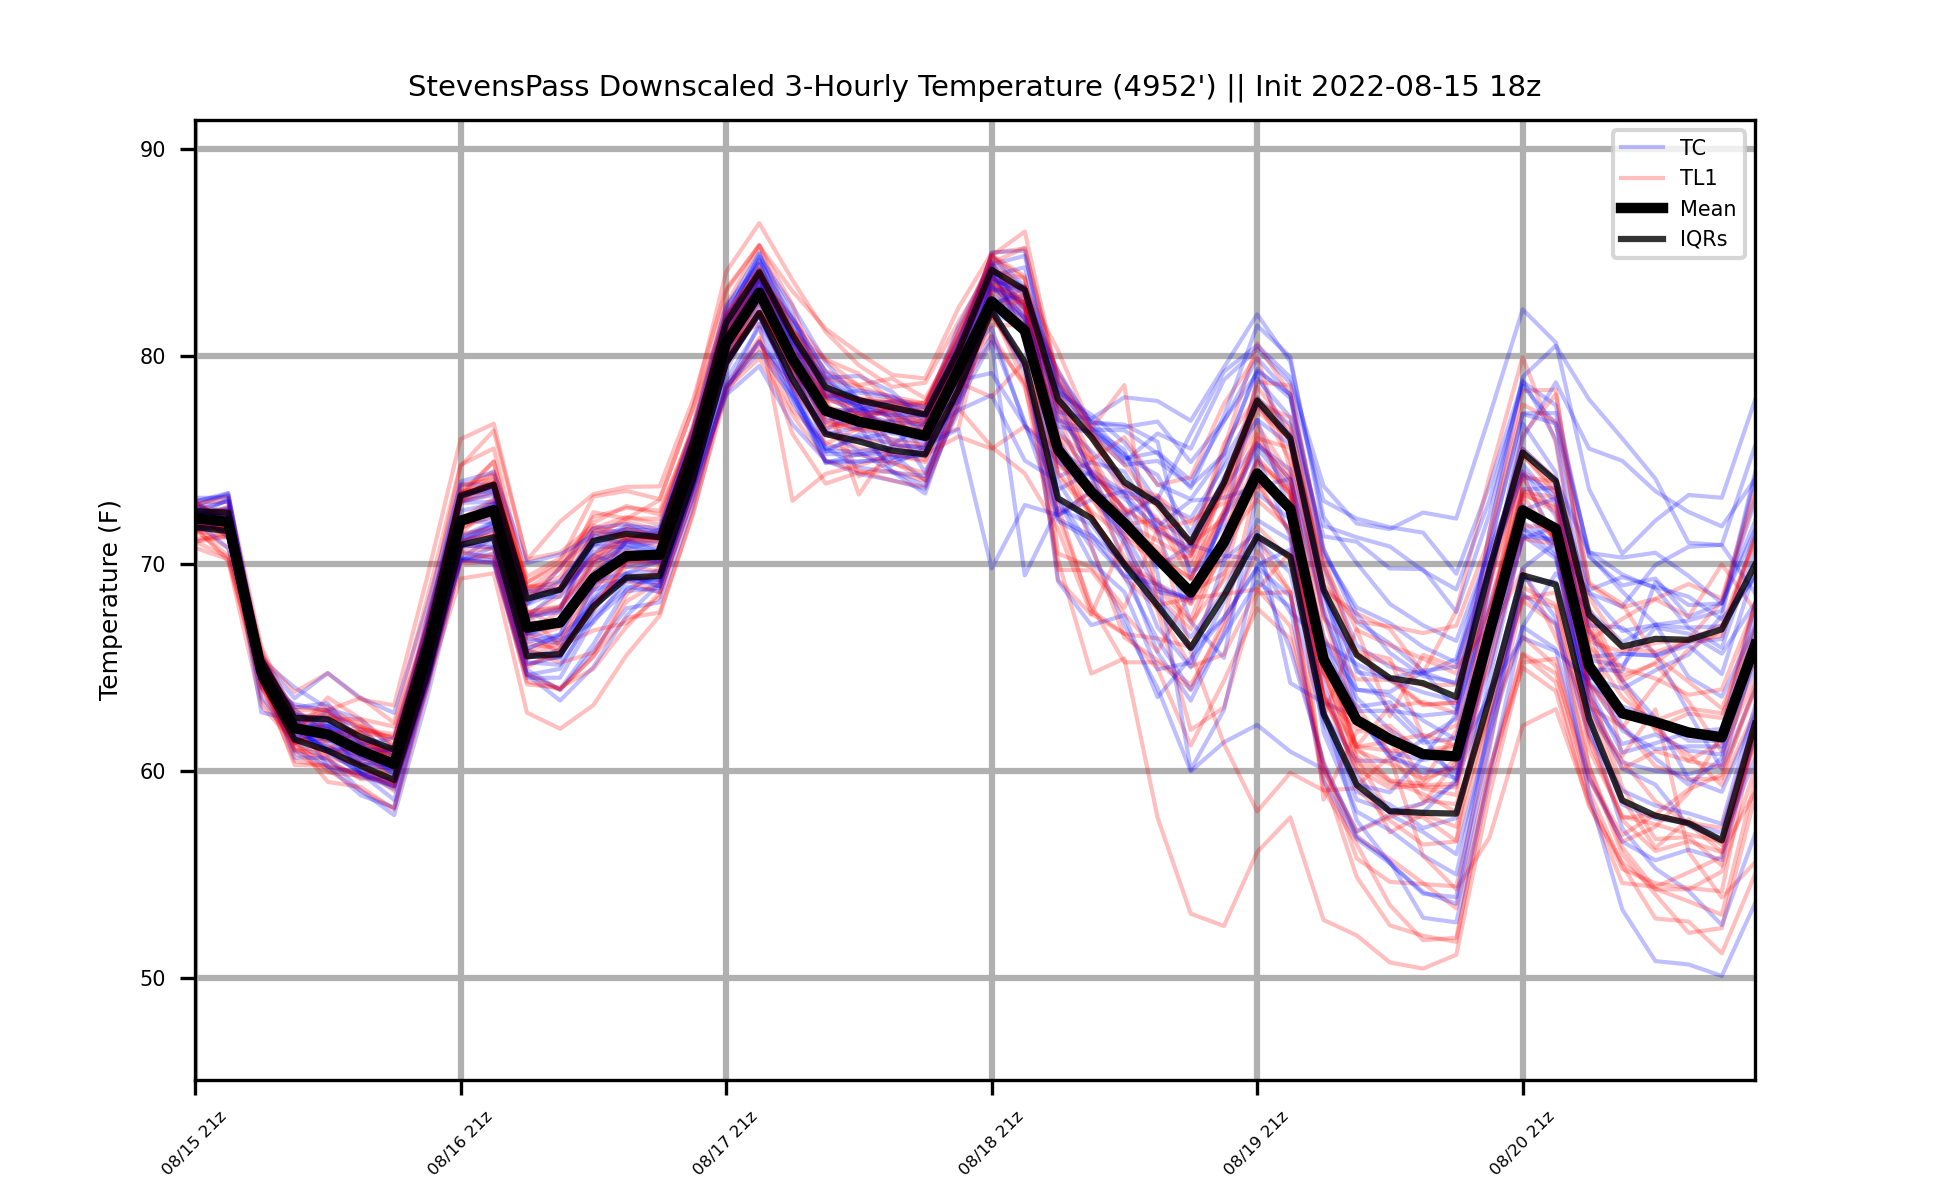 StevensPass Downscaled 3-Hourly Temperature (4952') || Init 2022-08-15 18z
TC
TL1
Mean
IQRs
Temperature (F)
90
80
70
60
50
08/15 21z
08/16 21z
08/17 21z
08/18 21z
08/19 21z
08/20 21z